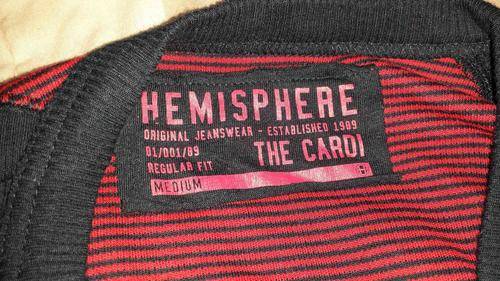 HEMISPHERE
ORIGINAL JEANSWEAR - ESTABLISHED 1989
01/001/89
REGULAR FIT
THE CARDI
MEDIUM